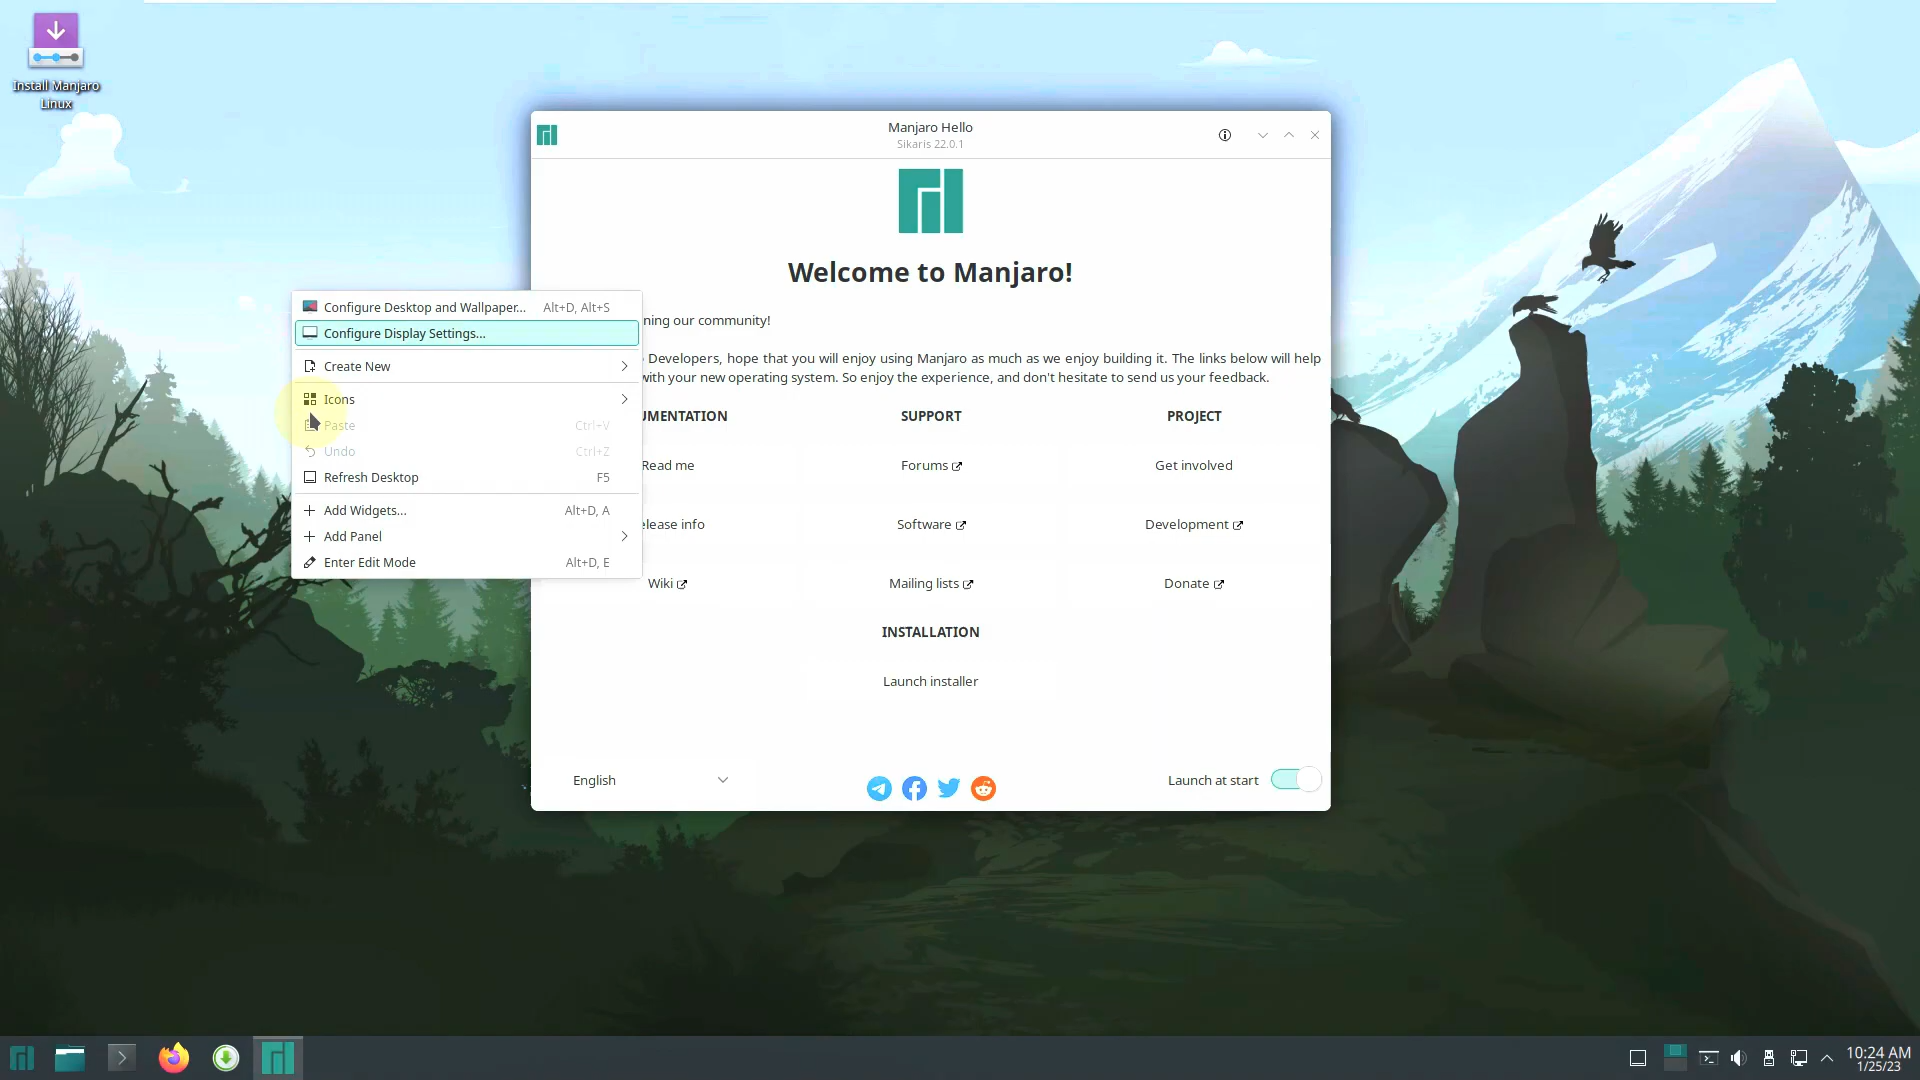 Install Manjaro
Linux
Manjaro Hello
Sikaris 22.0.1
Welcome to Manjaro!
Configure Desktop and Wallpaper... Alt+D, Alt+S
Configure Display Settings...
Create New
Icons
Paste Ctrl+V
Undo Ctrl+Z
Refresh Desktop F5
Add Widgets... Alt+D, A
Add Panel
Enter Edit Mode Alt+D, E
our community!
Developers, hope that you will enjoy using Manjaro as much as we enjoy building it. The links below will help
with your new operating system. So enjoy the experience, and don't hesitate to send us your feedback.
SUPPORT PROJECT
Read me Forums Get involved
info Software Development
Wiki Mailing lists Donate
INSTALLATION
Launch installer
English
Launch at start
10:24 AM
1/25/23